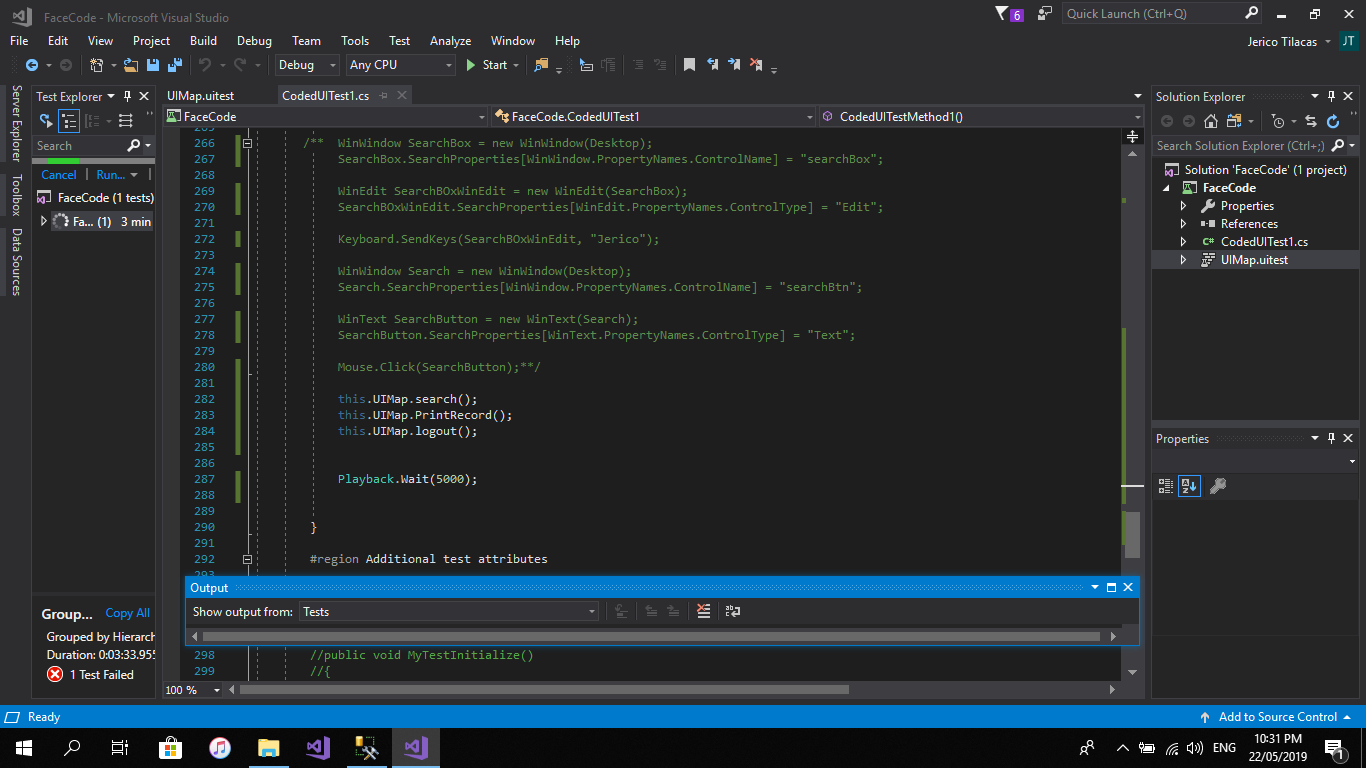 FaceCode - Microsoft Visual Studio
6
Quick Launch (Ctrl+Q)
File Edit View Project Build Debug Team Tools Test Analyze Window Help
Jerico Tilacas JT
Debug Any CPU Start
Server Explorer
Toolbox
Data Sources
Test Explorer
Search
Cancel Run...
FaceCode (1 tests)
Fa... (1) 3 min
Group... Copy All
Grouped by Hierarch
Duration: 0:03:33.955
1 Test Failed
UIMap.uitest CodedUITest1.cs
FaceCode FaceCode.CodedUITest1 CodedUITestMethod1()
265
266 /** WinWindow SearchBox = new WinWindow(Desktop);
267 SearchBox.SearchProperties[WinWindow.PropertyNames.ControlName] = "searchBox";
268
269 WinEdit SearchBOxWinEdit = new WinEdit(SearchBox);
270 SearchBOxWinEdit.SearchProperties[WinEdit.PropertyNames.ControlType] = "Edit";
271
272 Keyboard.SendKeys(SearchBOxWinEdit, "Jerico");
273
274 WinWindow Search = new WinWindow(Desktop);
275 Search.SearchProperties[WinWindow.PropertyNames.ControlName] = "searchBtn";
276
277 WinText SearchButton = new WinText(Search);
278 SearchButton.SearchProperties[WinText.PropertyNames.ControlType] = "Text";
279
280 Mouse.Click(SearchButton);**/
281
282 this.UIMap.search();
283 this.UIMap.PrintRecord();
284 this.UIMap.logout();
285
286
287 Playback.Wait(5000);
288
289
290 }
291
292 #region Additional test attributes
293
Output
Show output from: Tests
298 //public void MyTestInitialize()
299 //{
100 %
Solution Explorer
Search Solution Explorer (Ctrl+;)
Solution 'FaceCode' (1 project)
FaceCode
Properties
References
C# CodedUITest1.cs
UIMap.uitest
Properties
Ready
Add to Source Control
ENG
10:31 PM
22/05/2019
1